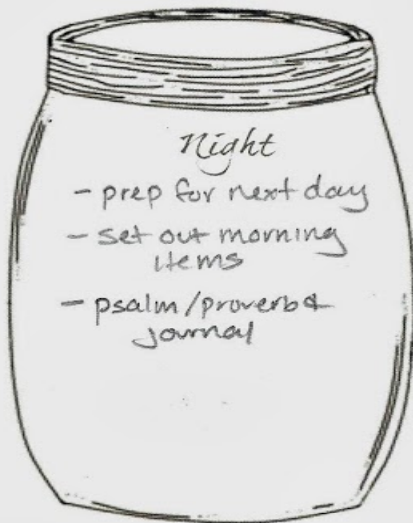 Night
- prep for next day
- set out morning
items
- psalm/proverb &
journal